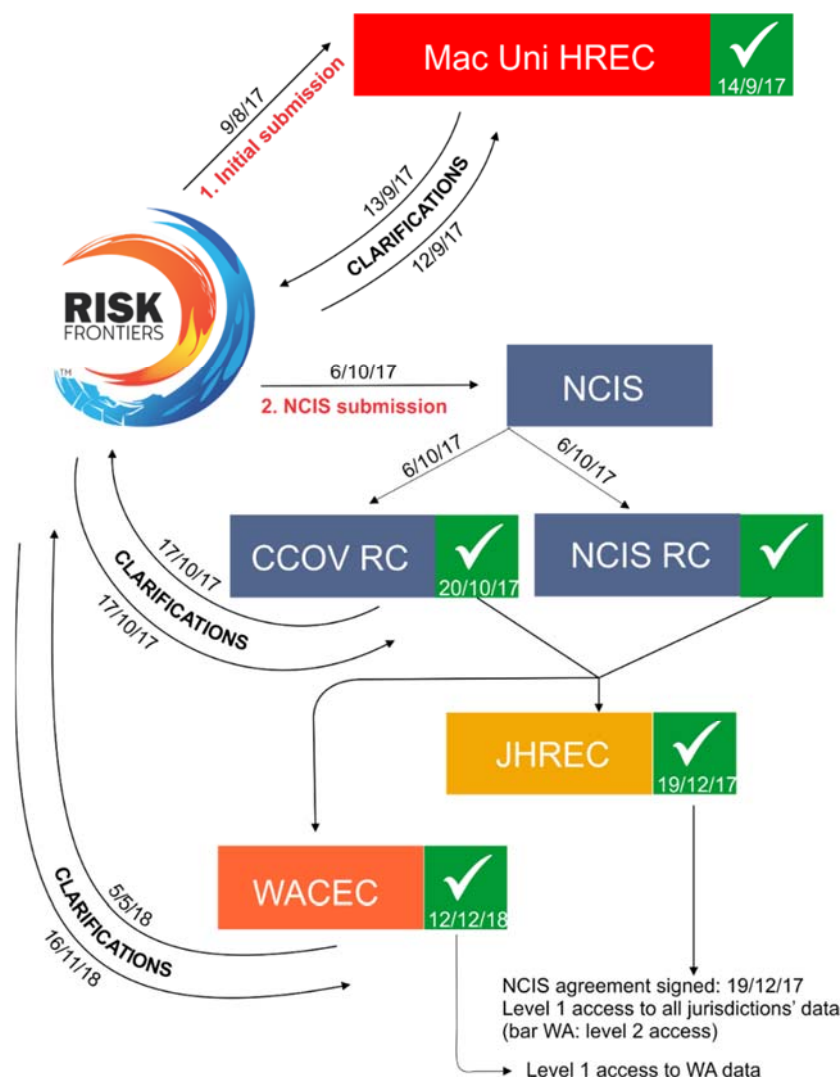 Mac Uni HREC
14/9/17
9/8/17
1. Initial submission
13/9/17
CLARIFICATIONS
12/9/17
RISK
FRONTIERS
TM
6/10/17
2. NCIS submission
NCIS
6/10/17
6/10/17
CCOV RC
20/10/17
NCIS RC
17/10/17
CLARIFICATIONS
17/10/17
JHREC
19/12/17
WACEC
12/12/18
5/5/18
CLARIFICATIONS
16/11/18
NCIS agreement signed: 19/12/17
Level 1 access to all jurisdictions' data
(bar WA: level 2 access)
Level 1 access to WA data